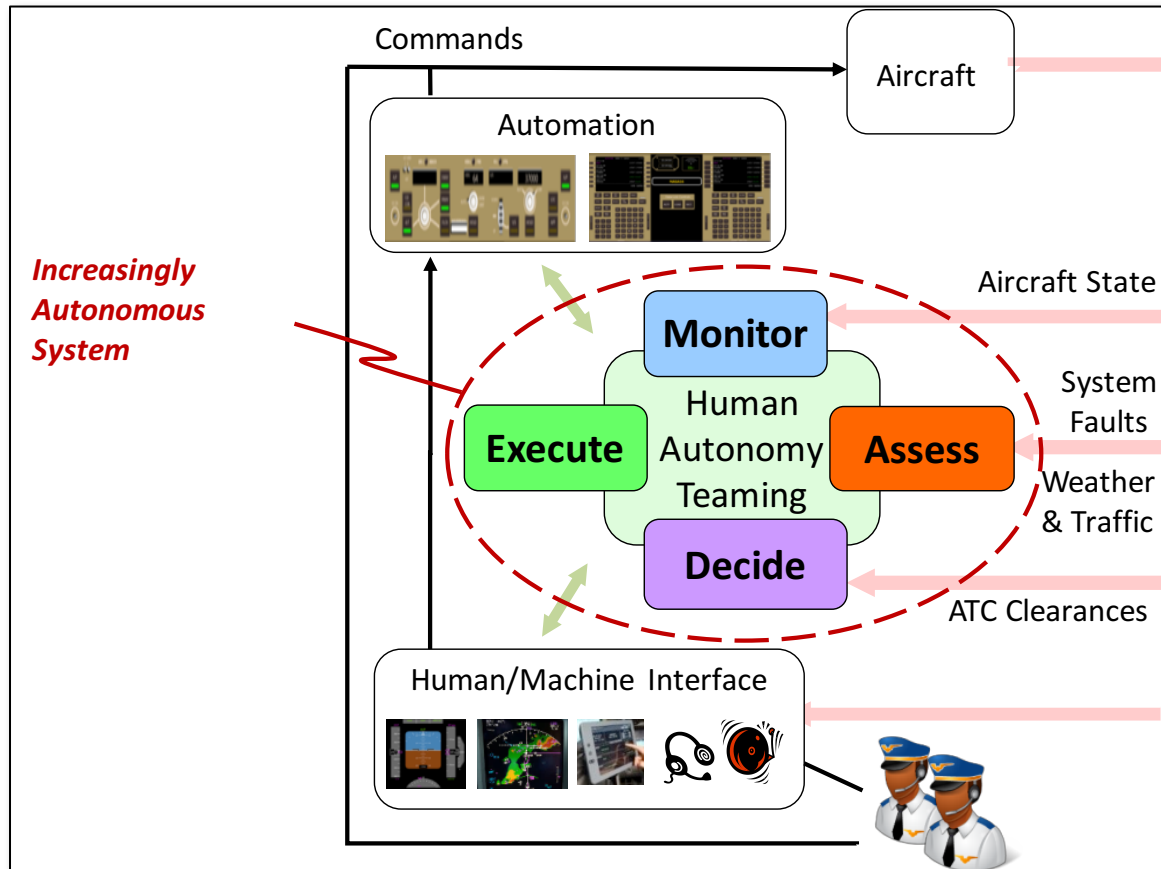 Commands
Aircraft
Automation
Increasingly
Autonomous
System
Aircraft State
Monitor
System
Faults
Human
Autonomy
Teaming
Execute
Assess
Weather
& Traffic
Decide
ATC Clearances
Human/Machine Interface